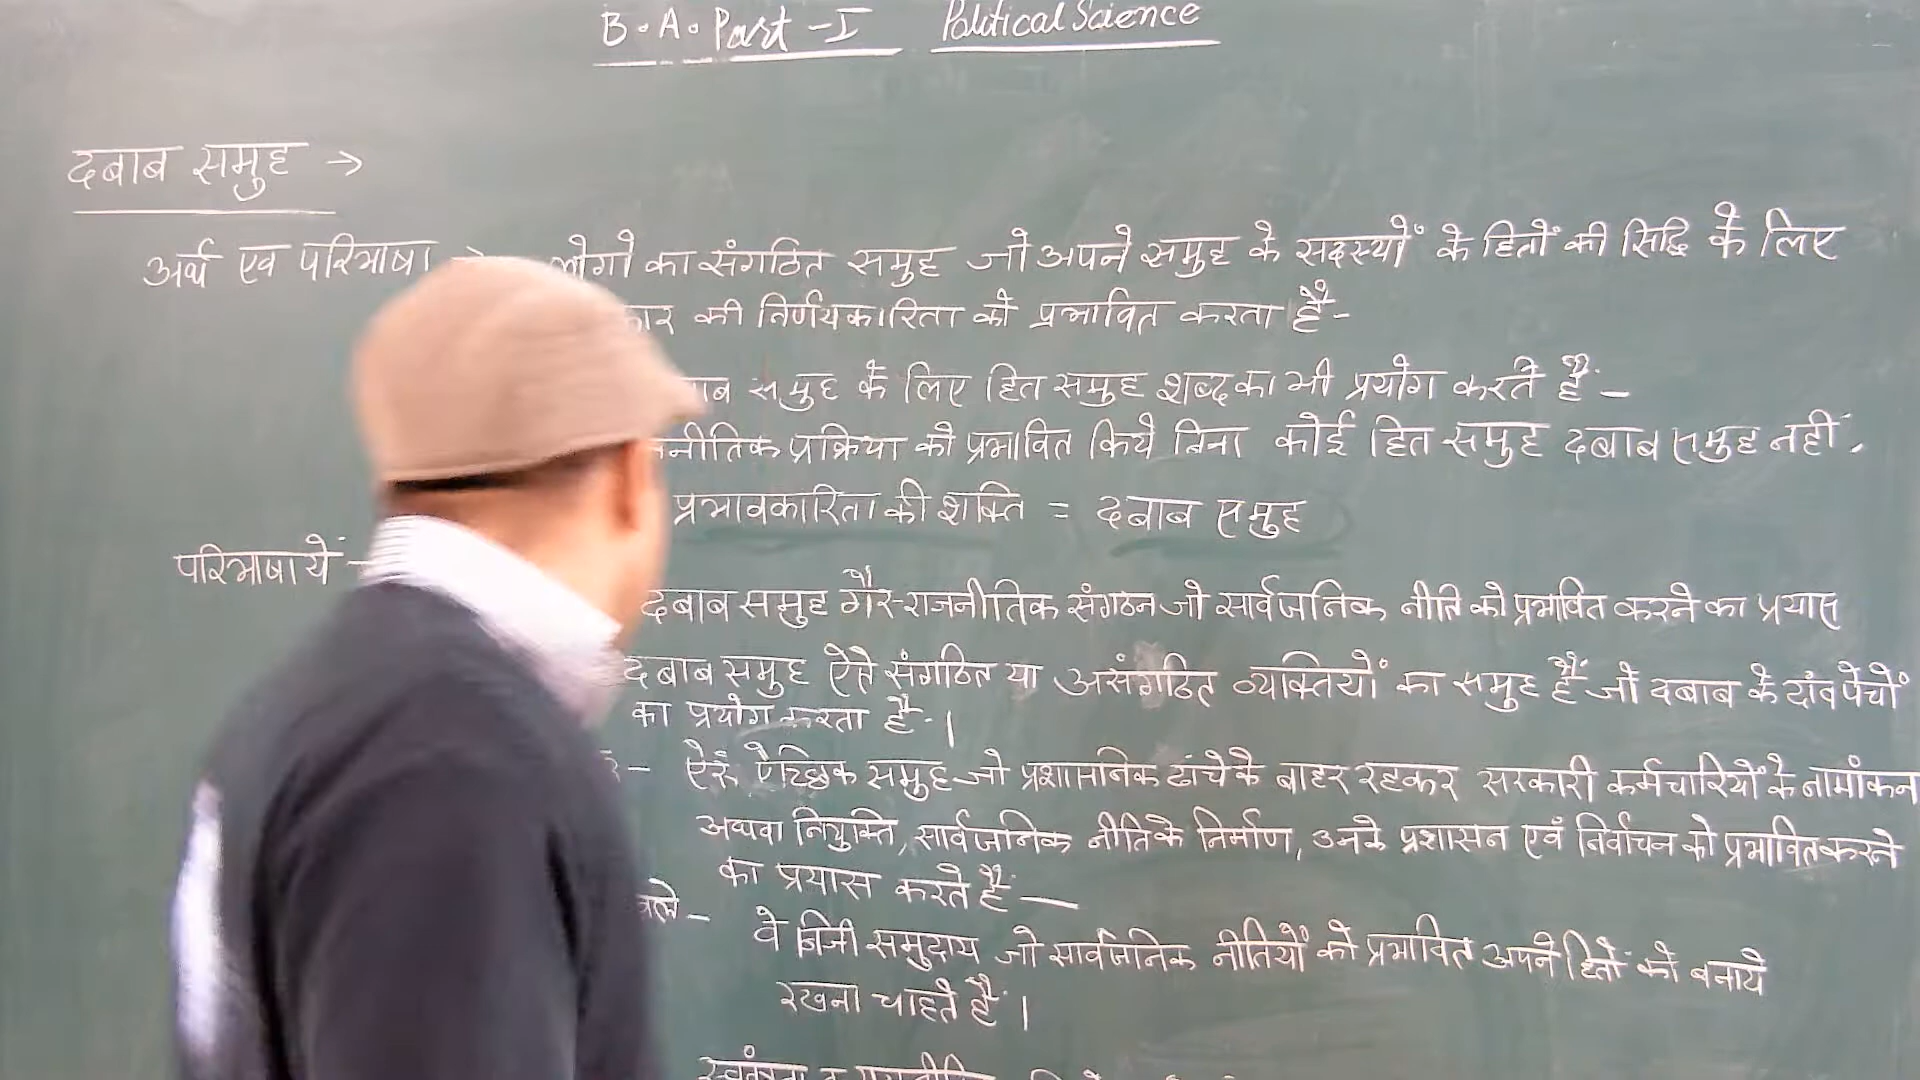 B.A. Part-I Political Science
दबाब समुह →
अर्थ एव परिभाषा → लोगो का संगठित समुह जो अपने समुह के सदस्यों के हितों की सिद्धि के लिए
की निर्णयकारिता को प्रभावित करता है-
समुह के लिए हित समुह शब्द का भी प्रयोग करते हैं-
प्रक्रिया को प्रभावित किये बिना कोई हित समुह दबाब समुह नहीं.
प्रभावकारिता की शक्ति = दबाब समुह
परिभाषायें -
दबाब समुह गैर-राजनीतिक संगठन जो सार्वजनिक नीति को प्रभावित करने का प्रयास
दबाब समुह ऐसे संगठित या असंगठित व्यक्तियों का समुह हैं जो दबाब के दांव पेचों
का प्रयोग करता है.।
ऐसे ऐच्छिक समुह जो प्रशासनिक ढांचे के बाहर रहकर सरकारी कर्मचारियों के नामांकन
अथवा नियुक्ति, सार्वजनिक नीति के निर्माण, उनके प्रशासन एवं निर्वाचन को प्रभावित करने
का प्रयास करते हैं —
वे निजी समुदाय जो सार्वजनिक नीतियों को प्रभावित अपने हितों को बनाये
रखना चाहते हैं।